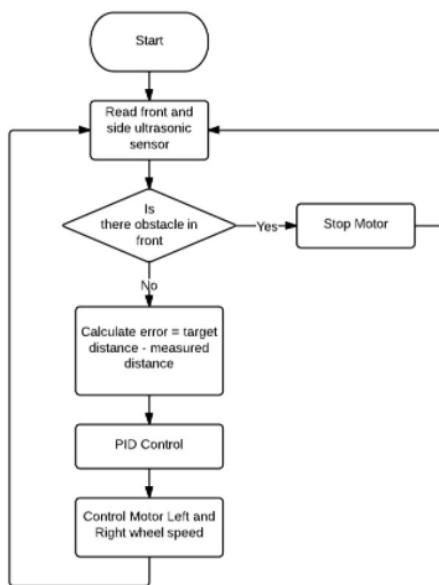 Start
Read front and
side ultrasonic
sensor
Is
there obstacle in
front
Yes
Stop Motor
No
Calculate error = target
distance - measured
distance
PID Control
Control Motor Left and
Right wheel speed